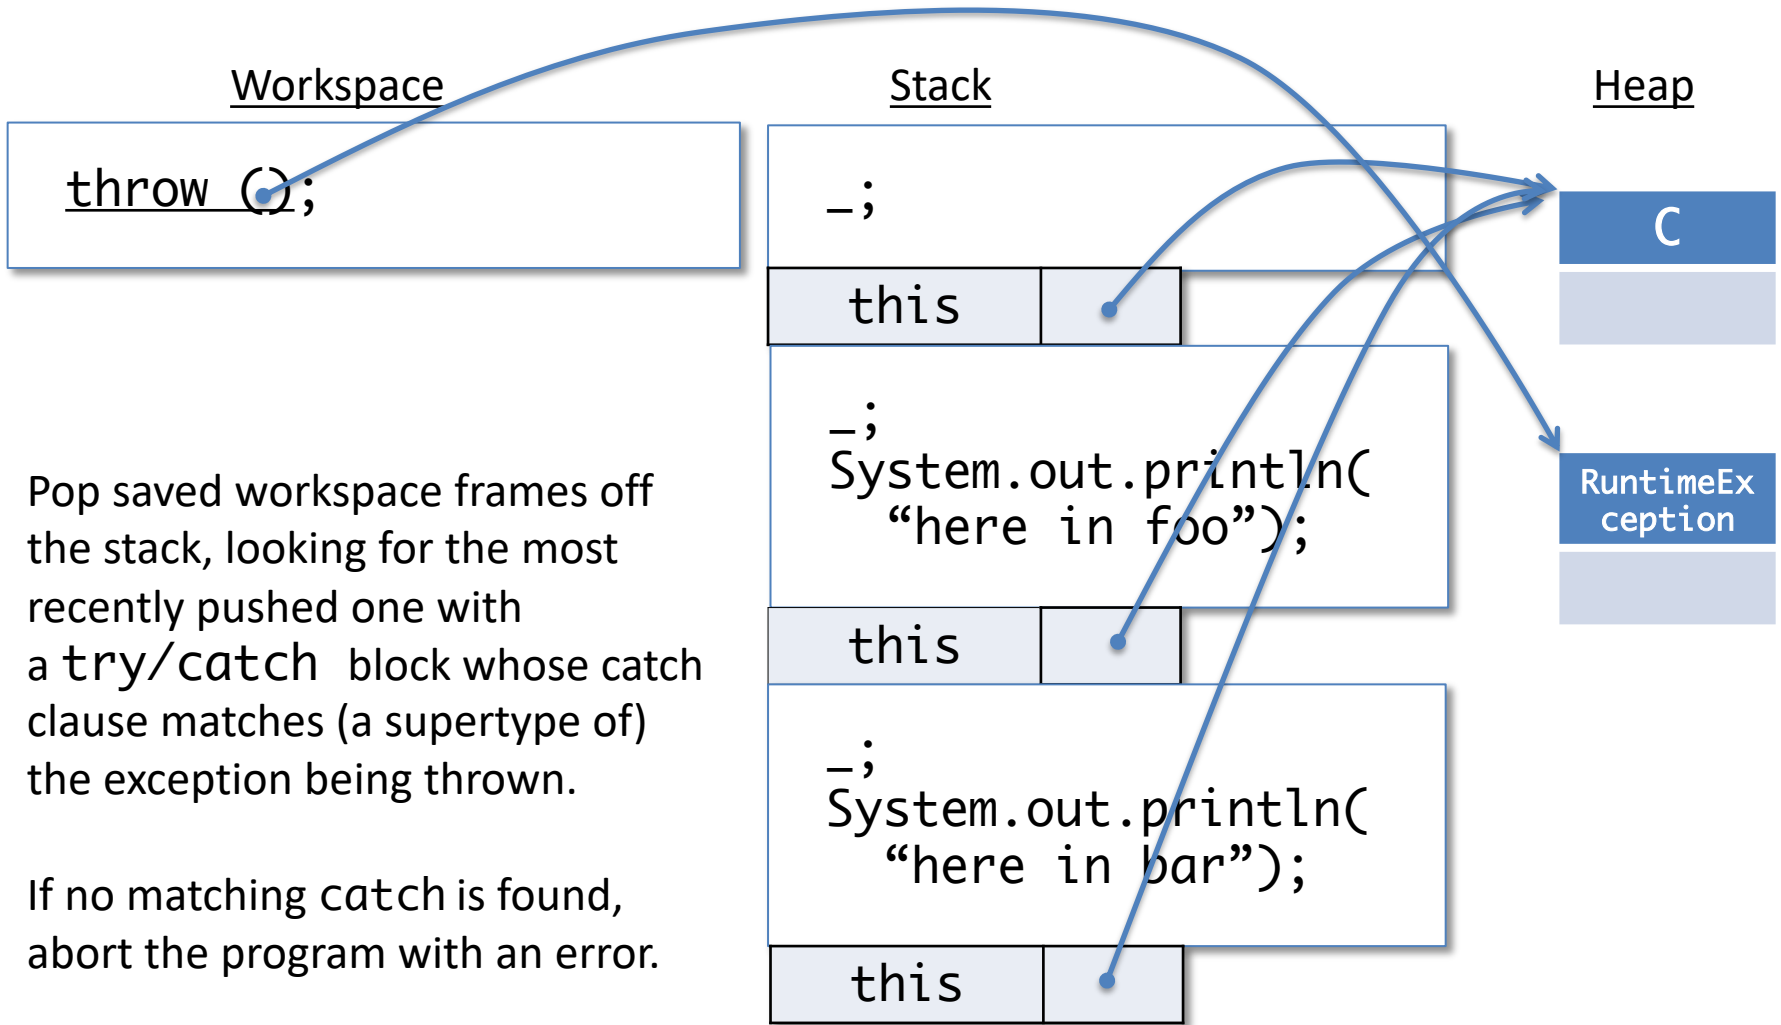 Workspace
Stack
Heap
throw ();
_;
this
_;
System.out.println(
“here in foo”);
this
_;
System.out.println(
“here in bar”);
this
C
RuntimeEx
ception
Pop saved workspace frames off
the stack, looking for the most
recently pushed one with
a try/catch block whose catch
clause matches (a supertype of)
the exception being thrown.
If no matching catch is found,
abort the program with an error.